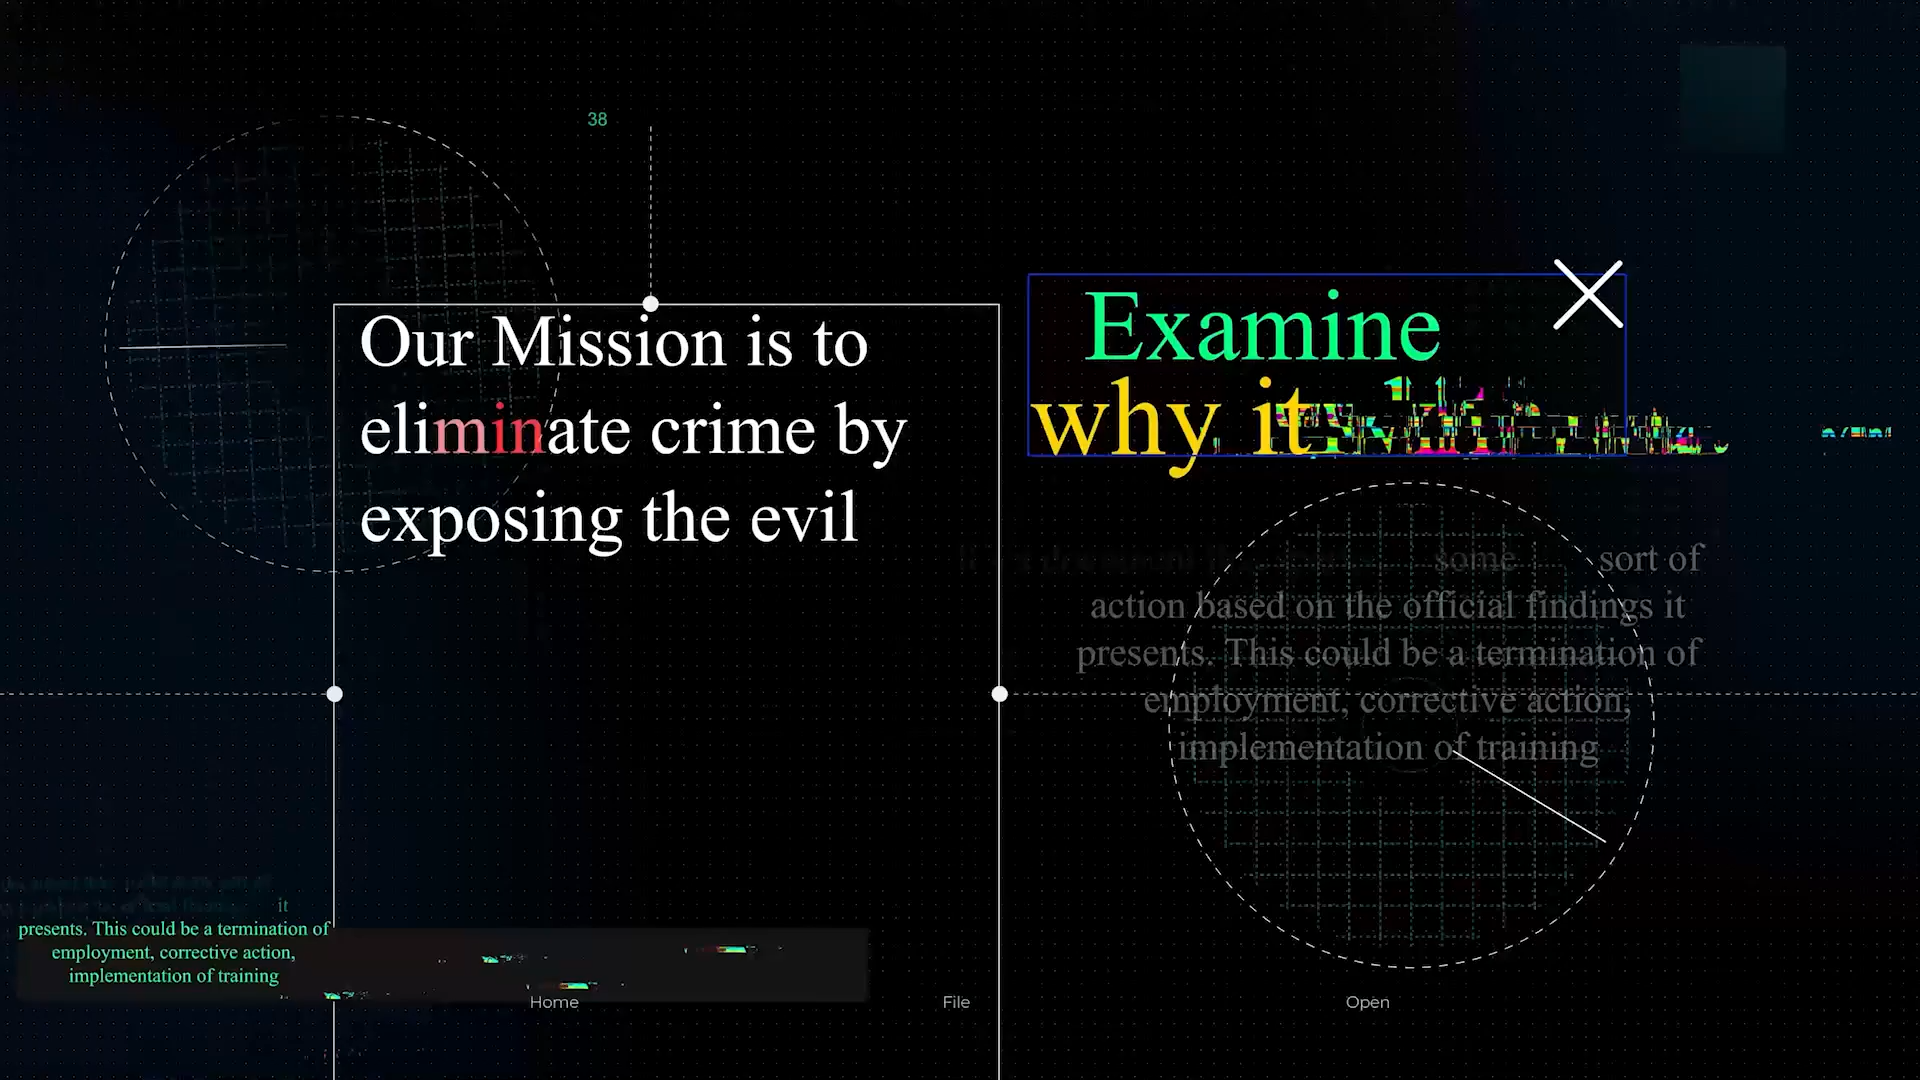 38
Our Mission is to
eliminate crime by
exposing the evil
Examine
why it
some sort of
action based on the official findings it
presents. This could be a termination of
employment, corrective action,
implementation of training
it
presents. This could be a termination of
employment, corrective action,
implementation of training
Home
File
Open